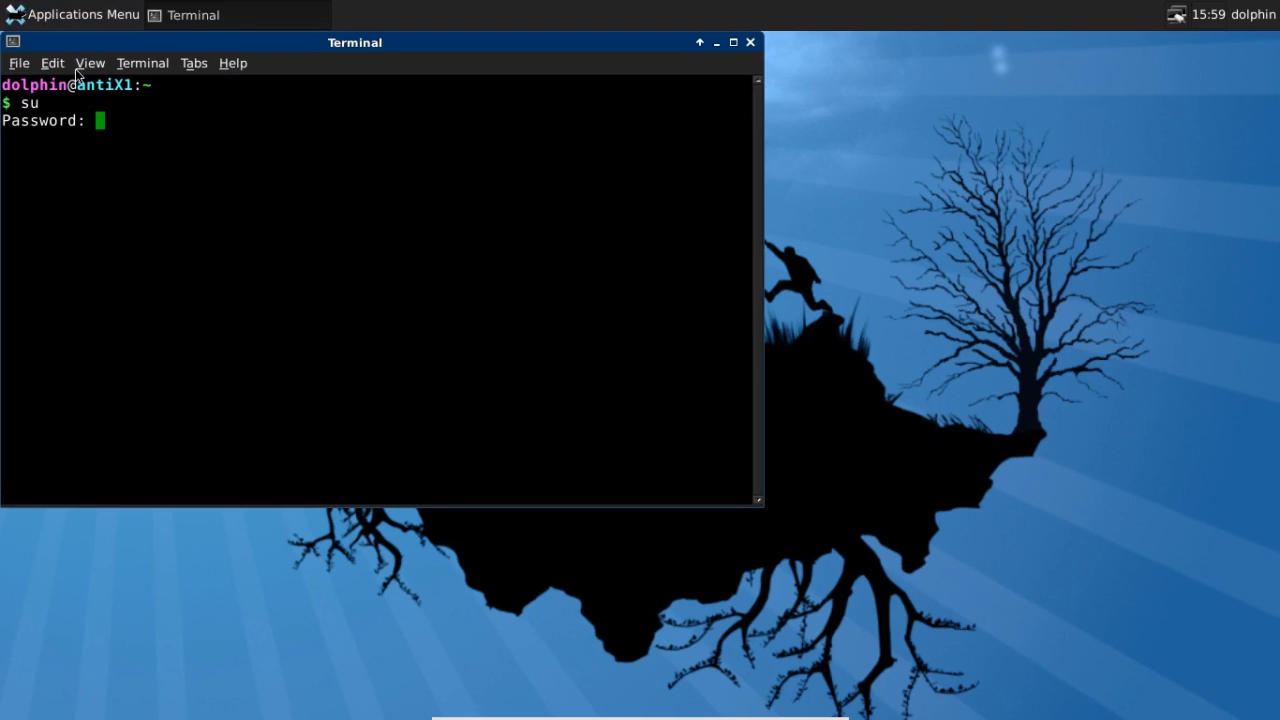 Applications Menu Terminal 15:59 dolphin
Terminal
File Edit View Terminal Tabs Help
dolphin@antiX1:~
$ su
Password: